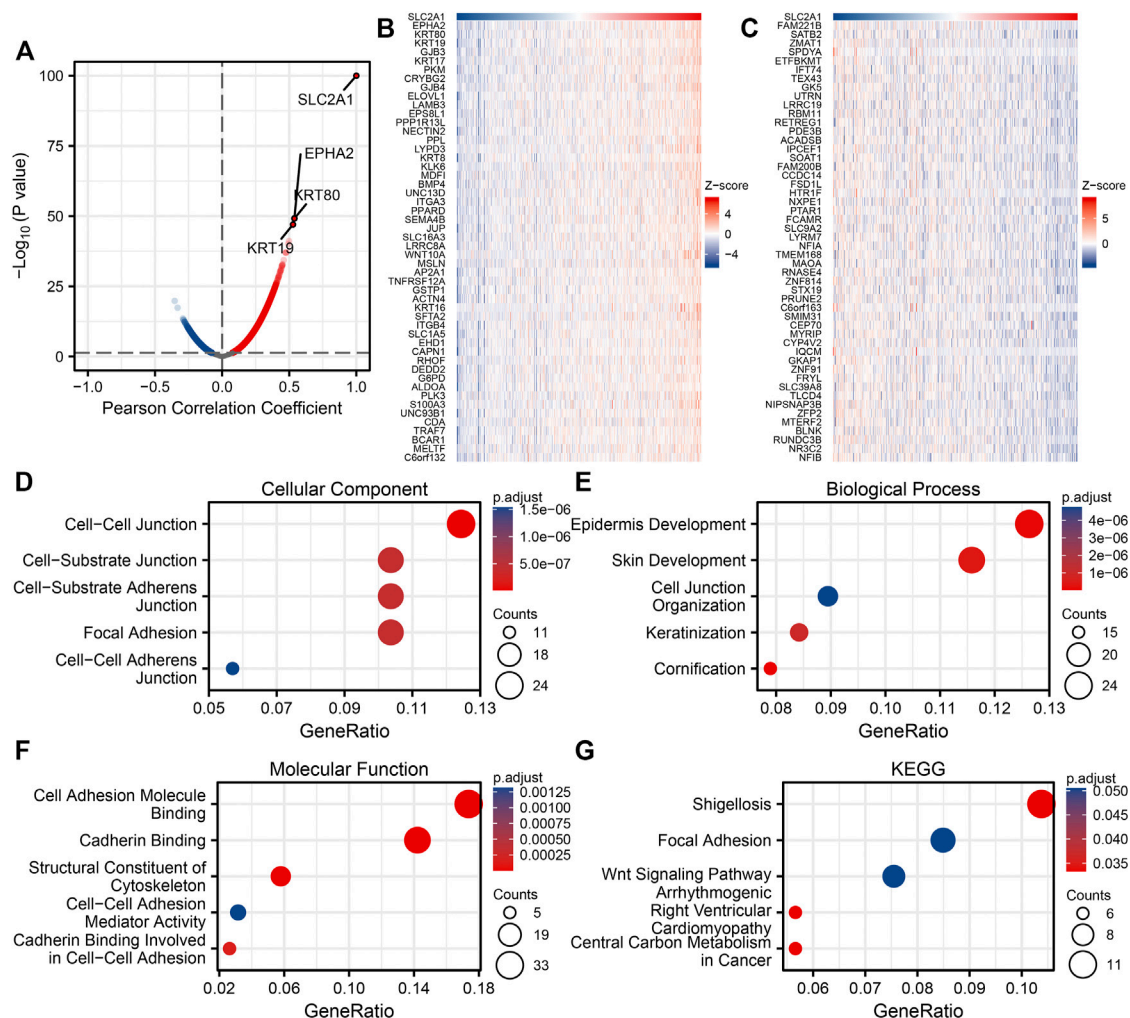 A
100
75
50
25
0
−Log10 (P value)
SLC2A1
EPHA2
KRT80
KRT19
−1.0
−0.5
0.0
0.5
1.0
Pearson Correlation Coefficient
B
SLC2A1
EPHA2
KRT80
KRT19
GJB3
KRT17
PKM
CRYBG2
GJB4
ELOVL1
LAMB3
EPS8L1
PPP1R13L
NECTIN2
PPL
LYPD3
KRT8
KLK6
MDFI
BMP4
UNC13D
ITGA3
PPARD
SEMA4B
JUP
SLC16A3
LRRC8A
WNT10A
MSLN
AP2A1
TNFRSF12A
GSTP1
ACTN4
KRT16
SFTA2
ITGB4
SLC1A5
EHD1
CAPN1
RHOF
DEDD2
G6PD
ALDOA
PLK3
S100A3
UNC93B1
CDA
TRAF7
BCAR1
MELTF
C6orf132
Z−score
4
0
−4
C
SLC2A1
FAM221B
SATB2
ZMAT1
SPDYA
ETFBKMT
IFT74
TEX43
GK5
UTRN
LRRC19
RBM11
RETREG1
PDE3B
ACADSB
IPCEF1
SOAT1
FAM200B
CCDC14
FSD1L
HTR1F
NXPE1
PTAR1
FCAMR
SLC9A2
LYRM7
NFIA
TMEM168
MAOA
RNASE4
ZNF814
STX19
PRUNE2
C6orf163
SMIM31
CEP70
MYRIP
CYP4V2
IQCM
GKAP1
ZNF91
FRYL
SLC39A8
TLCD4
NIPSNAP3B
ZFP2
MTERF2
BLNK
RUNDC3B
NR3C2
NFIB
Z−score
5
0
D
Cellular Component
Cell−Cell Junction
Cell−Substrate Junction
Cell−Substrate Adherens
Junction
Focal Adhesion
Cell−Cell Adherens
Junction
0.05
0.07
0.09
0.11
0.13
GeneRatio
p.adjust
1.5e−06
1.0e−06
5.0e−07
Counts
11
18
24
E
Biological Process
Epidermis Development
Skin Development
Cell Junction
Organization
Keratinization
Cornification
0.08
0.09
0.10
0.11
0.12
0.13
GeneRatio
p.adjust
4e−06
3e−06
2e−06
1e−06
Counts
15
20
24
F
Molecular Function
Cell Adhesion Molecule
Binding
Cadherin Binding
Structural Constituent of
Cytoskeleton
Cell−Cell Adhesion
Mediator Activity
Cadherin Binding Involved
in Cell−Cell Adhesion
0.02
0.06
0.10
0.14
0.18
GeneRatio
p.adjust
0.00125
0.00100
0.00075
0.00050
0.00025
Counts
5
19
33
G
KEGG
Shigellosis
Focal Adhesion
Wnt Signaling Pathway
Arrhythmogenic
Right Ventricular
Cardiomyopathy
Central Carbon Metabolism
in Cancer
0.06
0.07
0.08
0.09
0.10
GeneRatio
p.adjust
0.050
0.045
0.040
0.035
Counts
6
8
11